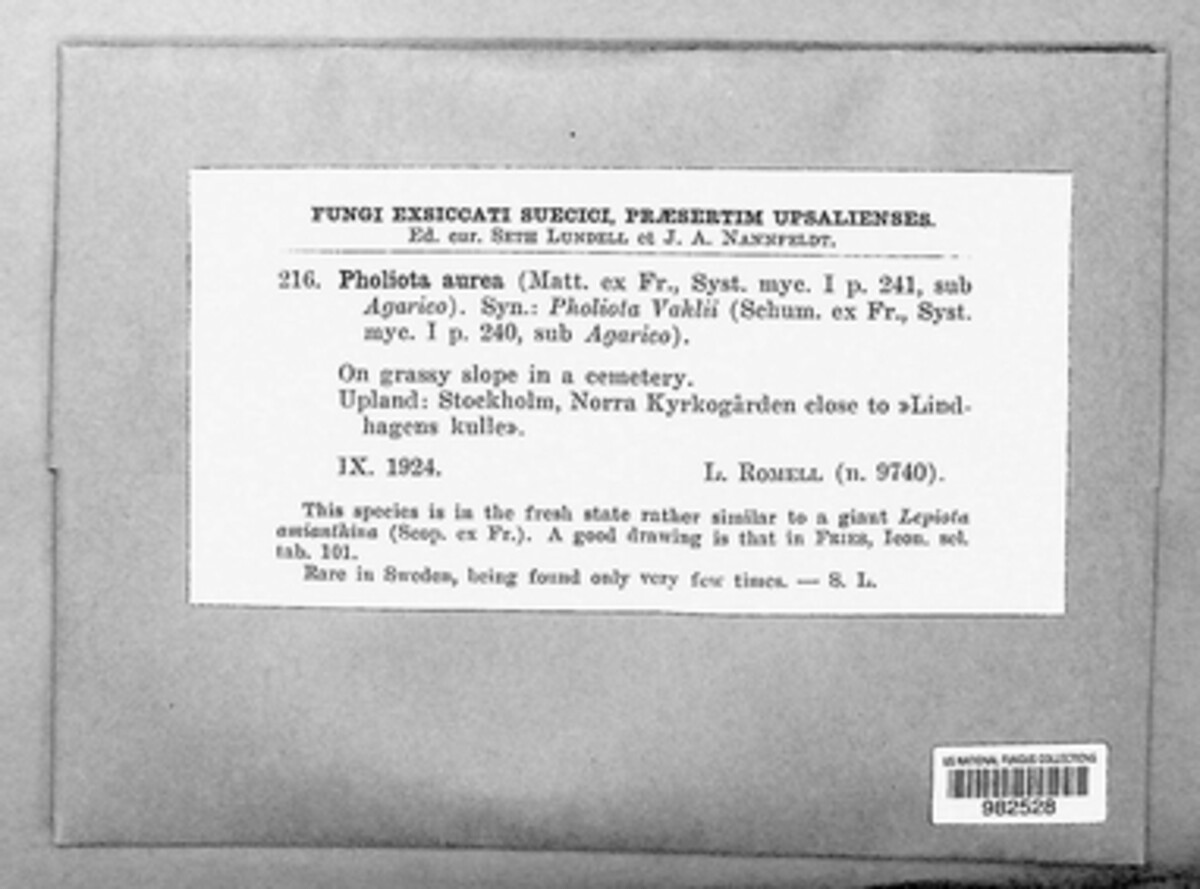 FUNGI EXSICCATI SUECICI, PRÆSERTIM UPSALIENSES.
Ed. cur. SETH LUNDELL et J. A. NANNFELDT.
216. Pholiota aurea (Matt. ex Fr., Syst. myc. I p. 241, sub
Agarico). Syn.: Pholiota Vahlii (Schum. ex Fr., Syst.
myc. I p. 240, sub Agarico).
On grassy slope in a cemetery.
Upland: Stockholm, Norra Kyrkogården close to »Lind-
hagens kulle».
IX. 1924.
L. ROMELL (n. 9740).
This species is in the fresh state rather similar to a giant Lepiota
amianthina (Scop. ex Fr.). A good drawing is that in FRIES, Icon. sel.
tab. 101.
Rare in Sweden, being found only very few times. — S. L.
US NATIONAL FUNGUS COLLECTIONS
982528